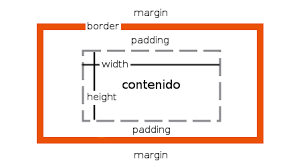 margin
border
padding
width
contenido
height
padding
margin